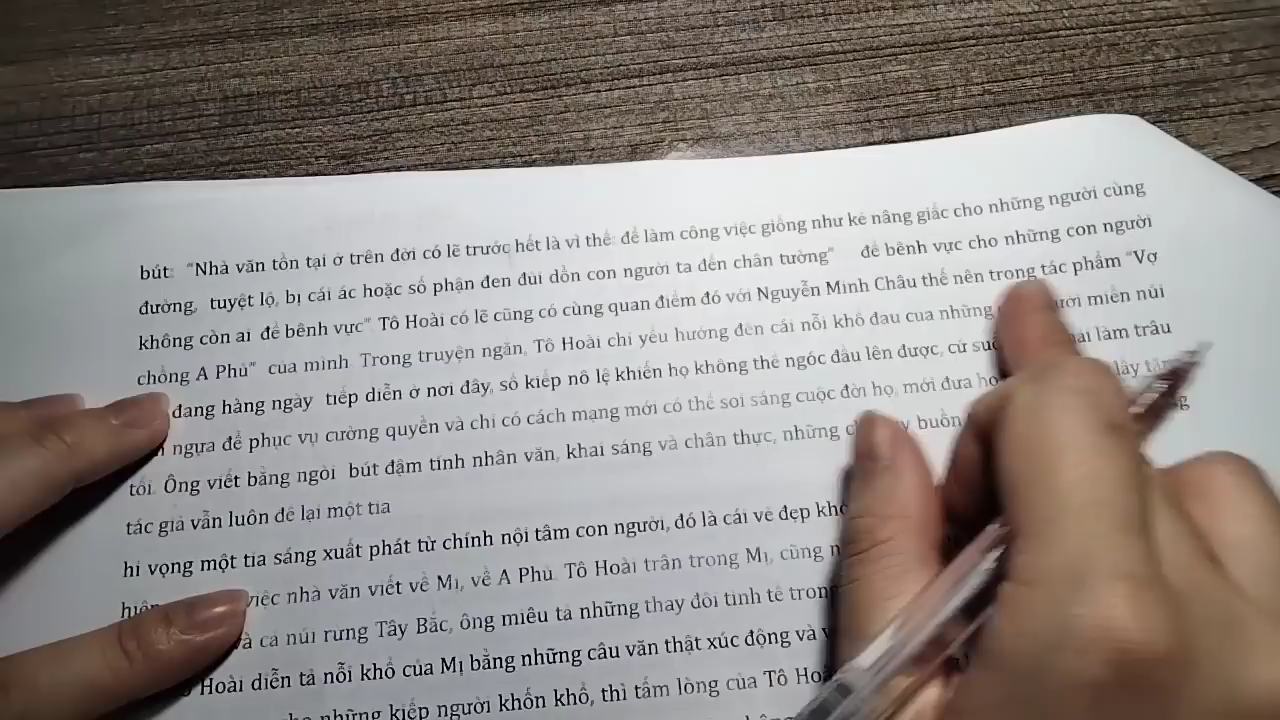 bút: "Nhà văn tồn tại ở trên đời có lẽ trước hết là vì thế: để làm công việc giống như kẻ nâng giấc cho những người cùng
đường, tuyệt lộ, bị cái ác hoặc số phận đen đủi dồn con người ta đến chân tường" để bênh vực cho những con người
không còn ai để bênh vực" Tô Hoài có lẽ cũng có cùng quan điểm đó với Nguyễn Minh Châu thế nên trong tác phẩm "Vợ
chồng A Phủ" của mình. Trong truyện ngắn, Tô Hoài chỉ yếu hướng đến cái nỗi khổ đau của những miền núi
đang hàng ngày tiếp diễn ở nơi đây, số kiếp nô lệ khiến họ không thể ngóc đầu lên được, cứ làm trâu
ngựa để phục vụ cường quyền và chỉ có cách mạng mới có thể soi sáng cuộc đời họ, mới đưa
tối. Ông viết bằng ngòi bút đậm tính nhân văn, khai sáng và chân thực, những buồn
tác giả vẫn luôn để lại một tia
hi vọng một tia sáng xuất phát từ chính nội tâm con người, đó là cái vẻ đẹp
nhà văn viết về Mị, về A Phủ. Tô Hoài trân trong Mị, cũng
cả núi rừng Tây Bắc, ông miêu tả những thay đổi tinh tế
Hoài diễn tả nỗi khổ của Mị bằng những câu văn thật xúc động và
những kiếp người khốn khổ, thì tấm lòng của Tô